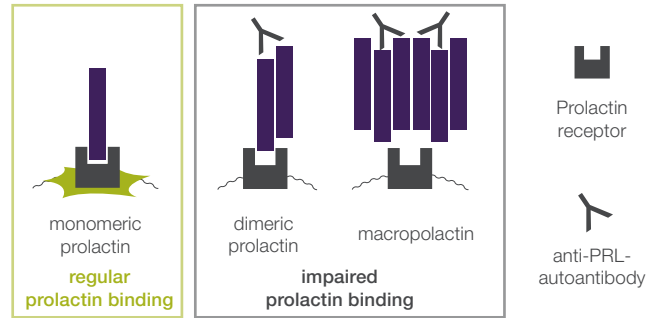 monomeric
prolactin
regular
prolactin binding
dimeric
prolactin
macropolactin
impaired
prolactin binding
Prolactin
receptor
anti-PRL-
autoantibody